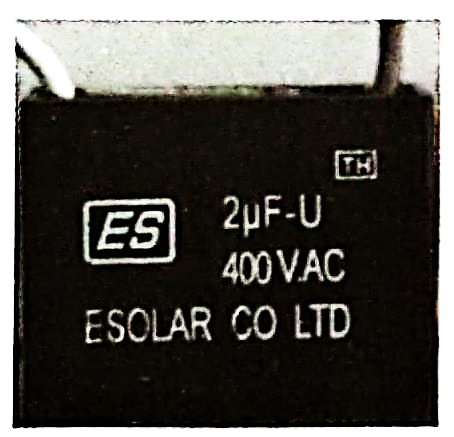 TH
ES
2µF-U
400V.AC
ESOLAR CO LTD